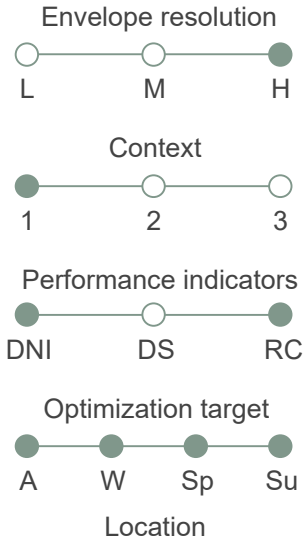 Envelope resolution
L M H
Context
1 2 3
Performance indicators
DNI DS RC
Optimization target
A W Sp Su
Location